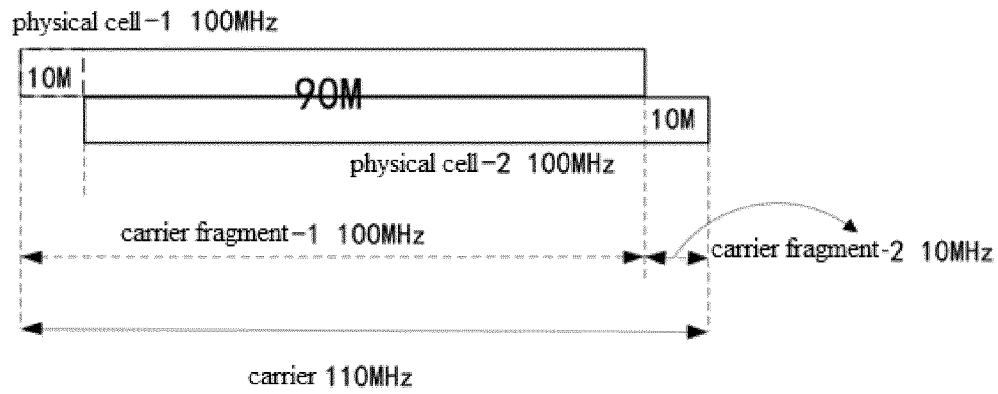 physical cell-1 100MHz
10M
90M
10M
physical cell-2 100MHz
carrier fragment-1 100MHz
carrier fragment-2 10MHz
carrier 110MHz